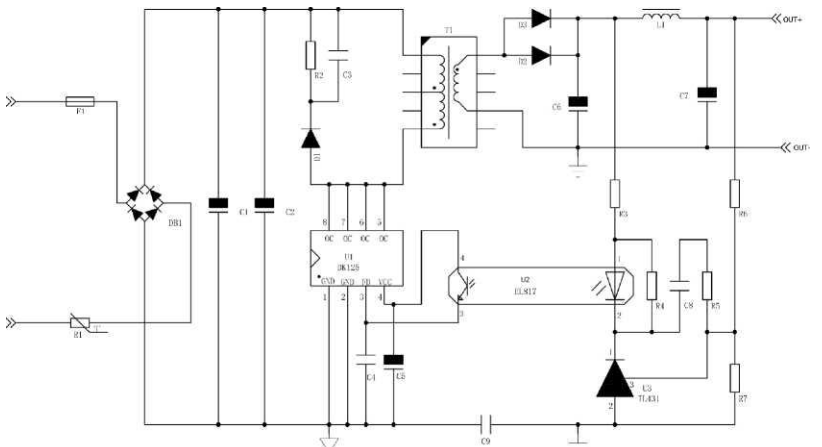 T1
D3
D2
L1
OUT+
R2
C3
F1
C6
C7
D1
OUT-
DB1
C1
C2
8 7 6 5
OC OC OC OC
R3
R6
U1
DK125
GND GND FB VCC
1 2 3 4
4
3
U2
EL817
1
2
R4
C8
R5
R1
T
C4
C5
1
3
2
U3
TL431
R7
C9